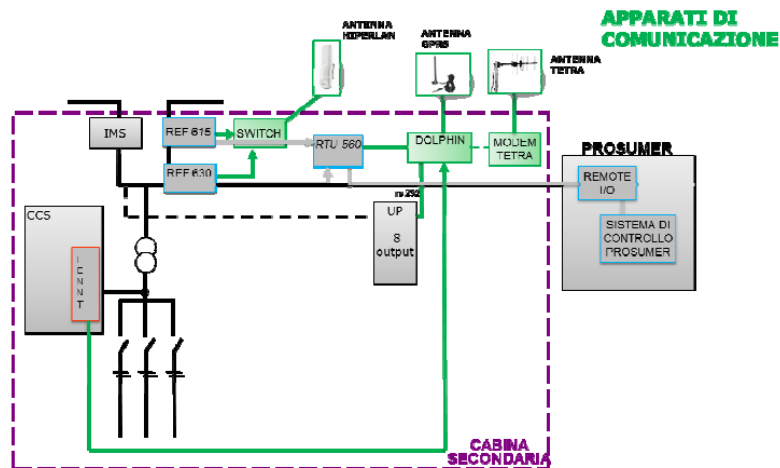 APPARATI DI
COMUNICAZIONE
ANTENNA
HIPERLAN
ANTENNA
GPRS
ANTENNA
TETRA
IMS
REF 615
SWITCH
RTU 560
DOLPHIN
MODEM
TETRA
REF 630
PROSUMER
REMOTE
I/O
SISTEMA DI
CONTROLLO
PROSUMER
CCS
UP
8
output
CABINA
SECONDARIA